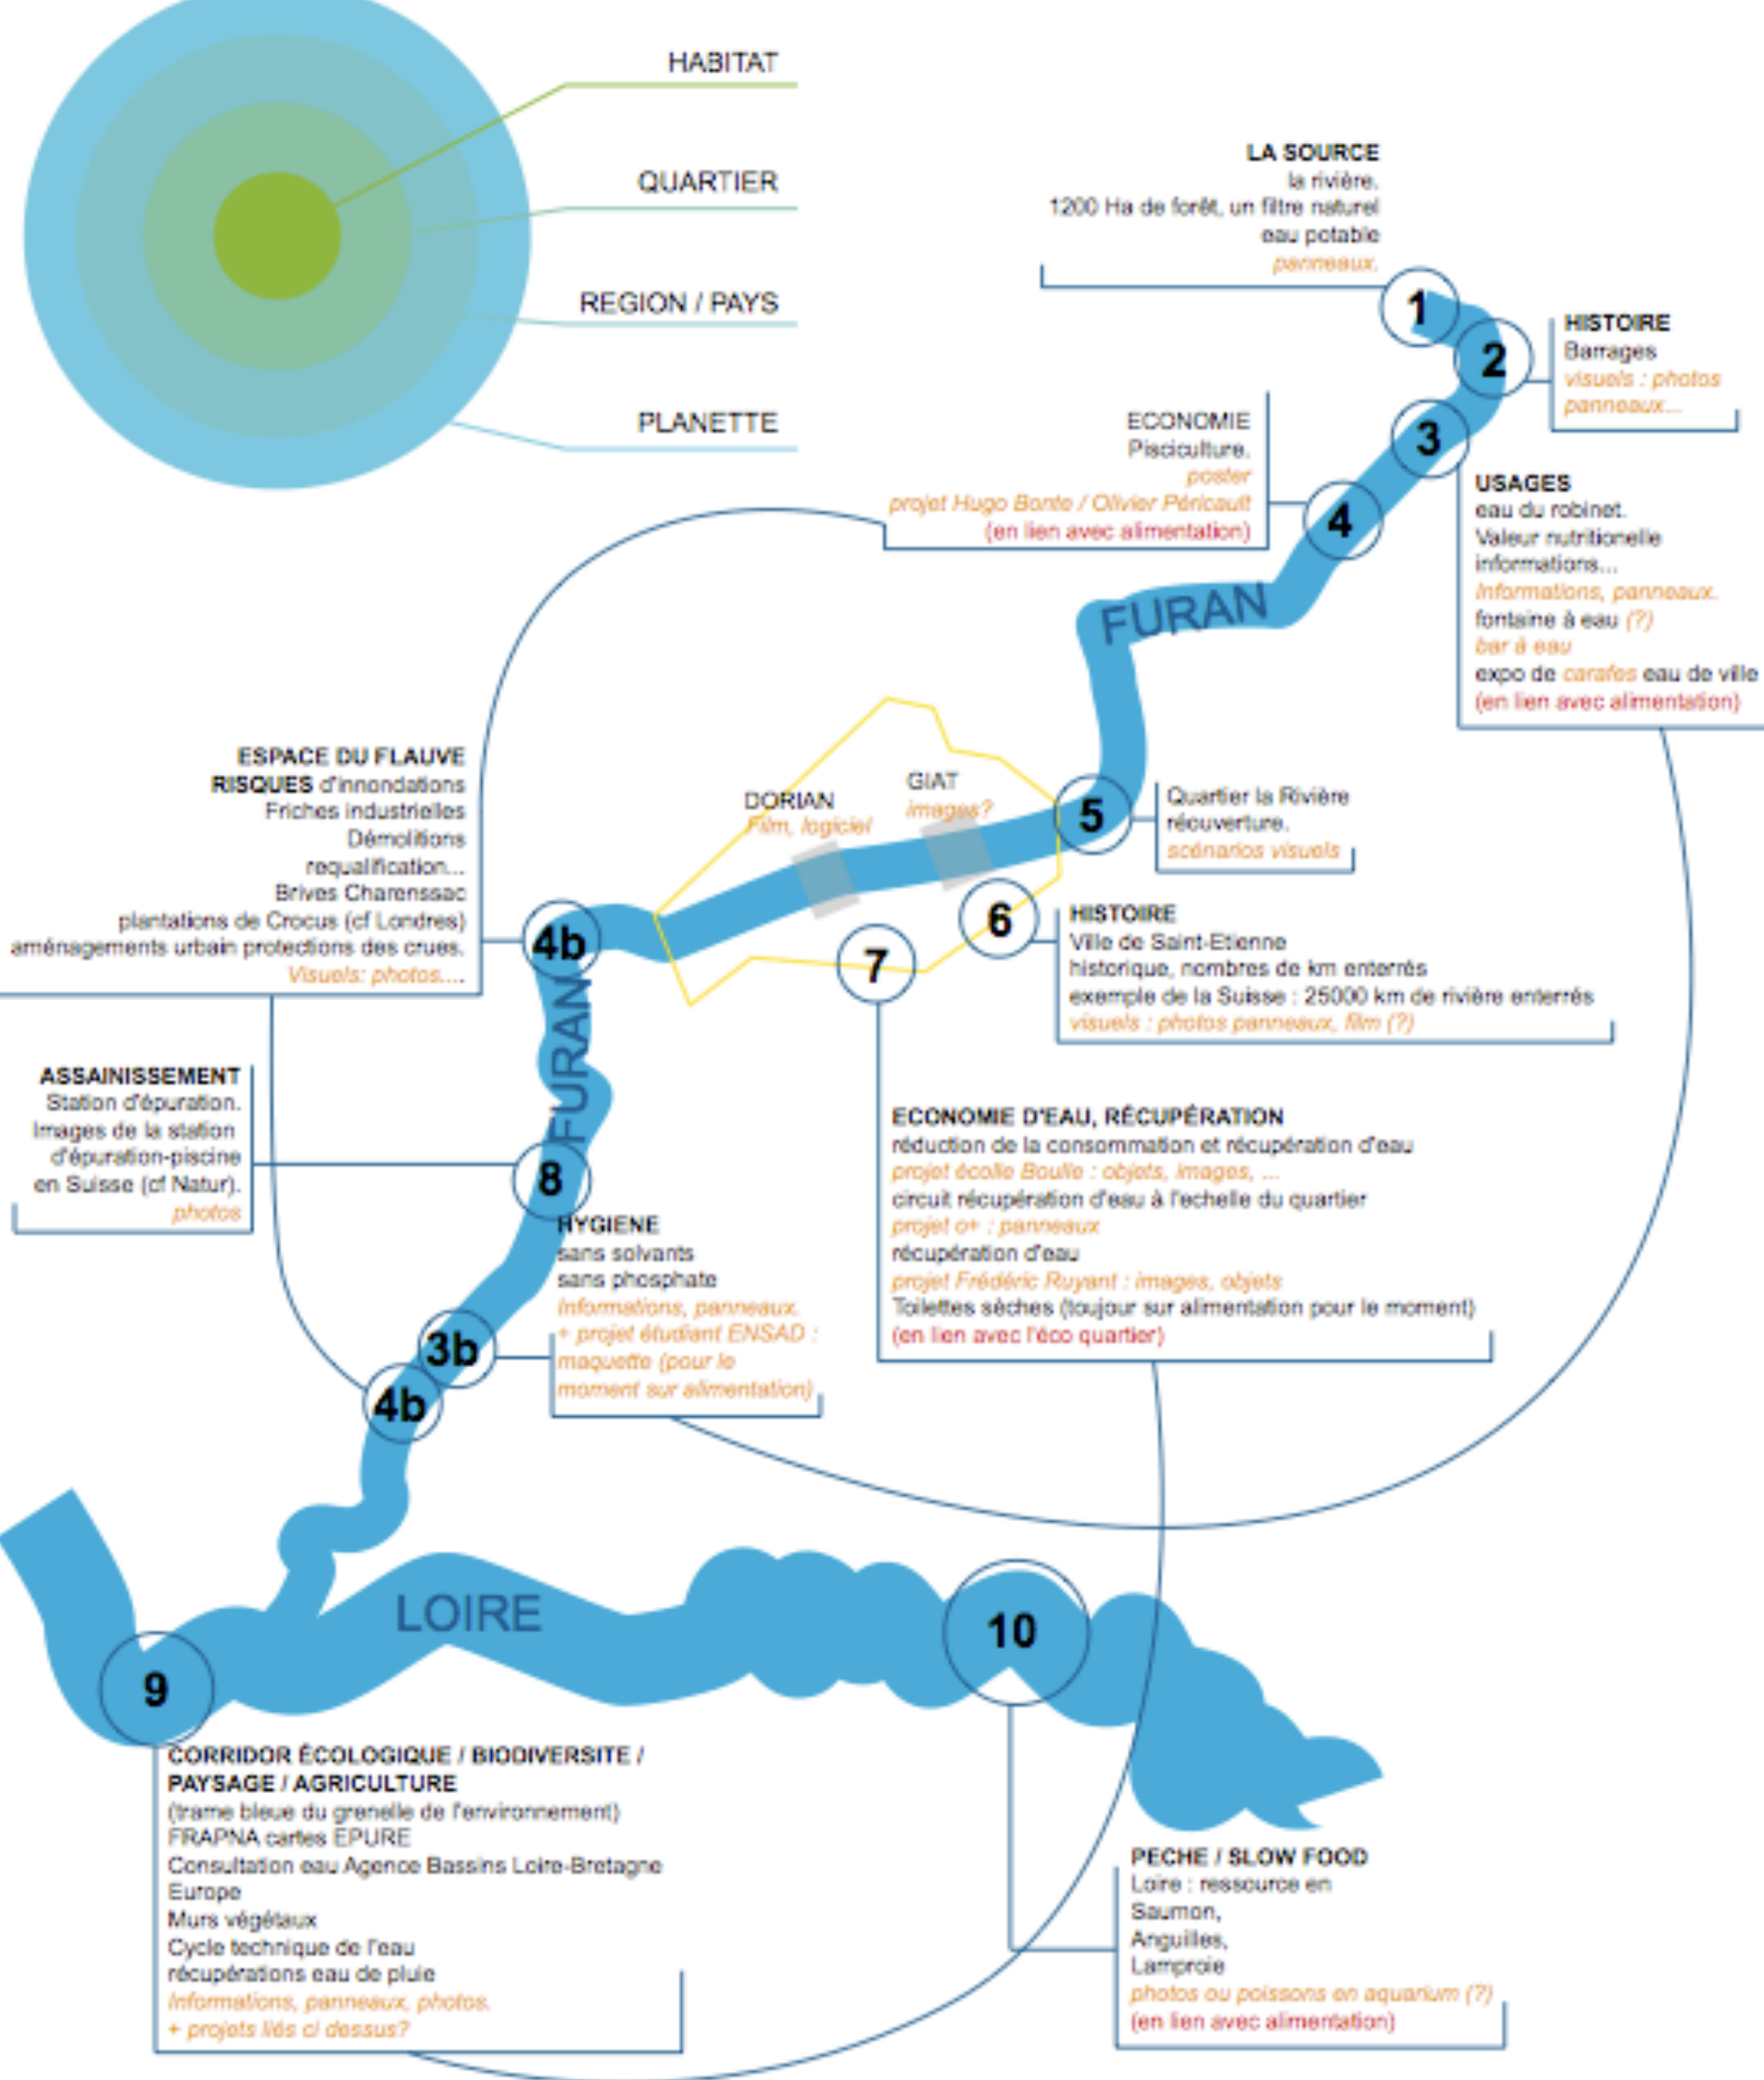 HABITAT
QUARTIER
REGION / PAYS
PLANETTE
LA SOURCE
la rivière.
1200 Ha de forêt, un filtre naturel
eau potable
panneaux.
1
2
HISTOIRE
Barrages
visuels : photos
panneaux...
3
USAGES
eau du robinet.
Valeur nutritionelle
informations...
Informations, panneaux.
fontaine à eau (?)
bar à eau
expo de carafes eau de ville
(en lien avec alimentation)
ECONOMIE
Pisciculture.
poster
projet Hugo Bonte / Olivier Péricault
(en lien avec alimentation)
4
FURAN
ESPACE DU FLAUVE
RISQUES d'innondations
Friches industrielles
Démolitions
requalification...
Brives Charenssac
plantations de Crocus (cf Londres)
aménagements urbain protections des crues.
Visuels: photos....
4b
DORIAN
Film, logiciel
GIAT
images?
5
Quartier la Rivière
réouverture.
scénarios visuels
6
HISTOIRE
Ville de Saint-Etienne
historique, nombres de km enterrés
exemple de la Suisse : 25000 km de rivière enterrés
visuels : photos panneaux, film (?)
7
ECONOMIE D'EAU, RÉCUPÉRATION
réduction de la consommation et récupération d'eau
projet écolle Boulle : objets, images, ...
circuit récupération d'eau à l'echelle du quartier
projet o+ : panneaux
récupération d'eau
projet Frédéric Ruyant : images, objets
Toilettes sèches (toujour sur alimentation pour le moment)
(en lien avec l'éco quartier)
FURAN
ASSAINISSEMENT
Station d'épuration.
Images de la station
d'épuration-piscine
en Suisse (cf Natur).
photos
8
HYGIENE
sans solvants
sans phosphate
Informations, panneaux.
+ projet étudiant ENSAD :
maquette (pour le
moment sur alimentation)
3b
4b
LOIRE
9
10
CORRIDOR ÉCOLOGIQUE / BIODIVERSITE /
PAYSAGE / AGRICULTURE
(trame bleue du grenelle de l'environnement)
FRAPNA cartes EPURE
Consultation eau Agence Bassins Loire-Bretagne
Europe
Murs végétaux
Cycle technique de l'eau
récupérations eau de pluie
Informations, panneaux, photos.
+ projets liés ci dessus?
PECHE / SLOW FOOD
Loire : ressource en
Saumon,
Anguilles,
Lamproie
photos ou poissons en aquarium (?)
(en lien avec alimentation)